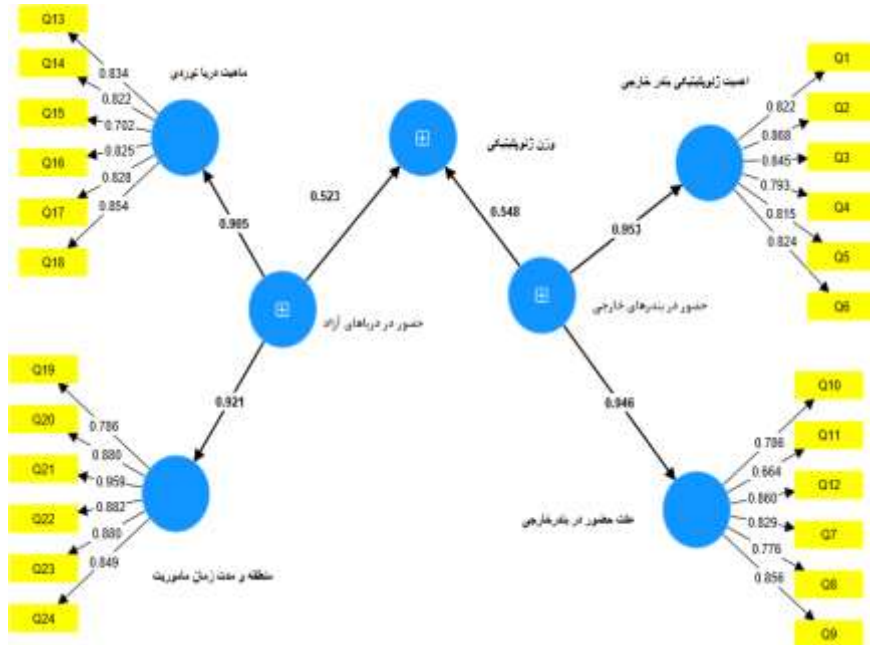 Q13
Q14
Q15
Q16
Q17
Q18
0.834
0.822
0.702
0.825
0.828
0.854
ماهیت دریا نوردی
0.905
0.523
وزن ژئوپلیتیکی
0.548
حضور در دریاهای آزاد
حضور در بندرهای خارجی
اهمیت ژئوپلیتیکی بندر خارجی
0.953
0.822
0.868
0.845
0.793
0.815
0.824
Q1
Q2
Q3
Q4
Q5
Q6
Q19
Q20
Q21
Q22
Q23
Q24
0.786
0.880
0.959
0.882
0.880
0.849
0.921
منطقه و مدت زمان ماموریت
0.946
علت حضور در بندرخارجی
0.786
0.664
0.860
0.829
0.776
0.856
Q10
Q11
Q12
Q7
Q8
Q9